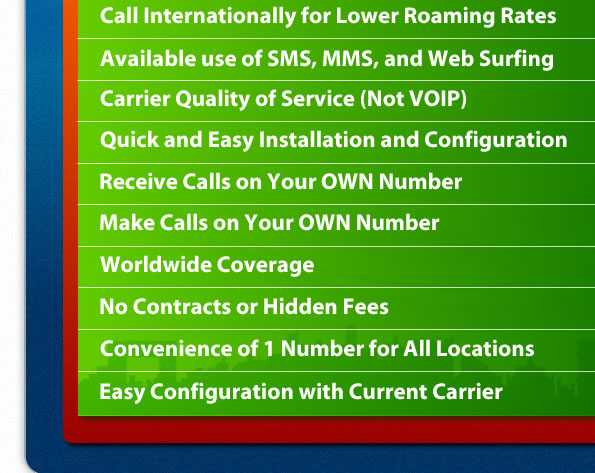 Call Internationally for Lower Roaming Rates
Available use of SMS, MMS, and Web Surfing
Carrier Quality of Service (Not VOIP)
Quick and Easy Installation and Configuration
Receive Calls on Your OWN Number
Make Calls on Your OWN Number
Worldwide Coverage
No Contracts or Hidden Fees
Convenience of 1 Number for All Locations
Easy Configuration with Current Carrier